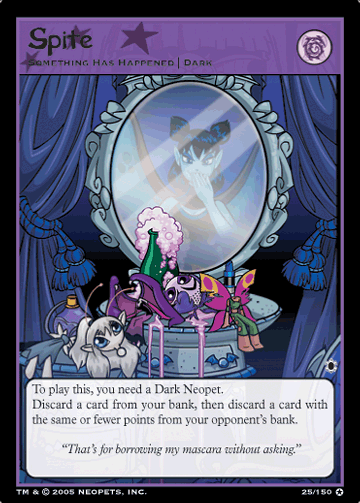 Spite
Something Has Happened | Dark
To play this, you need a Dark Neopet.
Discard a card from your bank, then discard a card with
the same or fewer points from your opponent's bank.
"That's for borrowing my mascara without asking."
TM & © 2005 NEOPETS, INC.
25/150